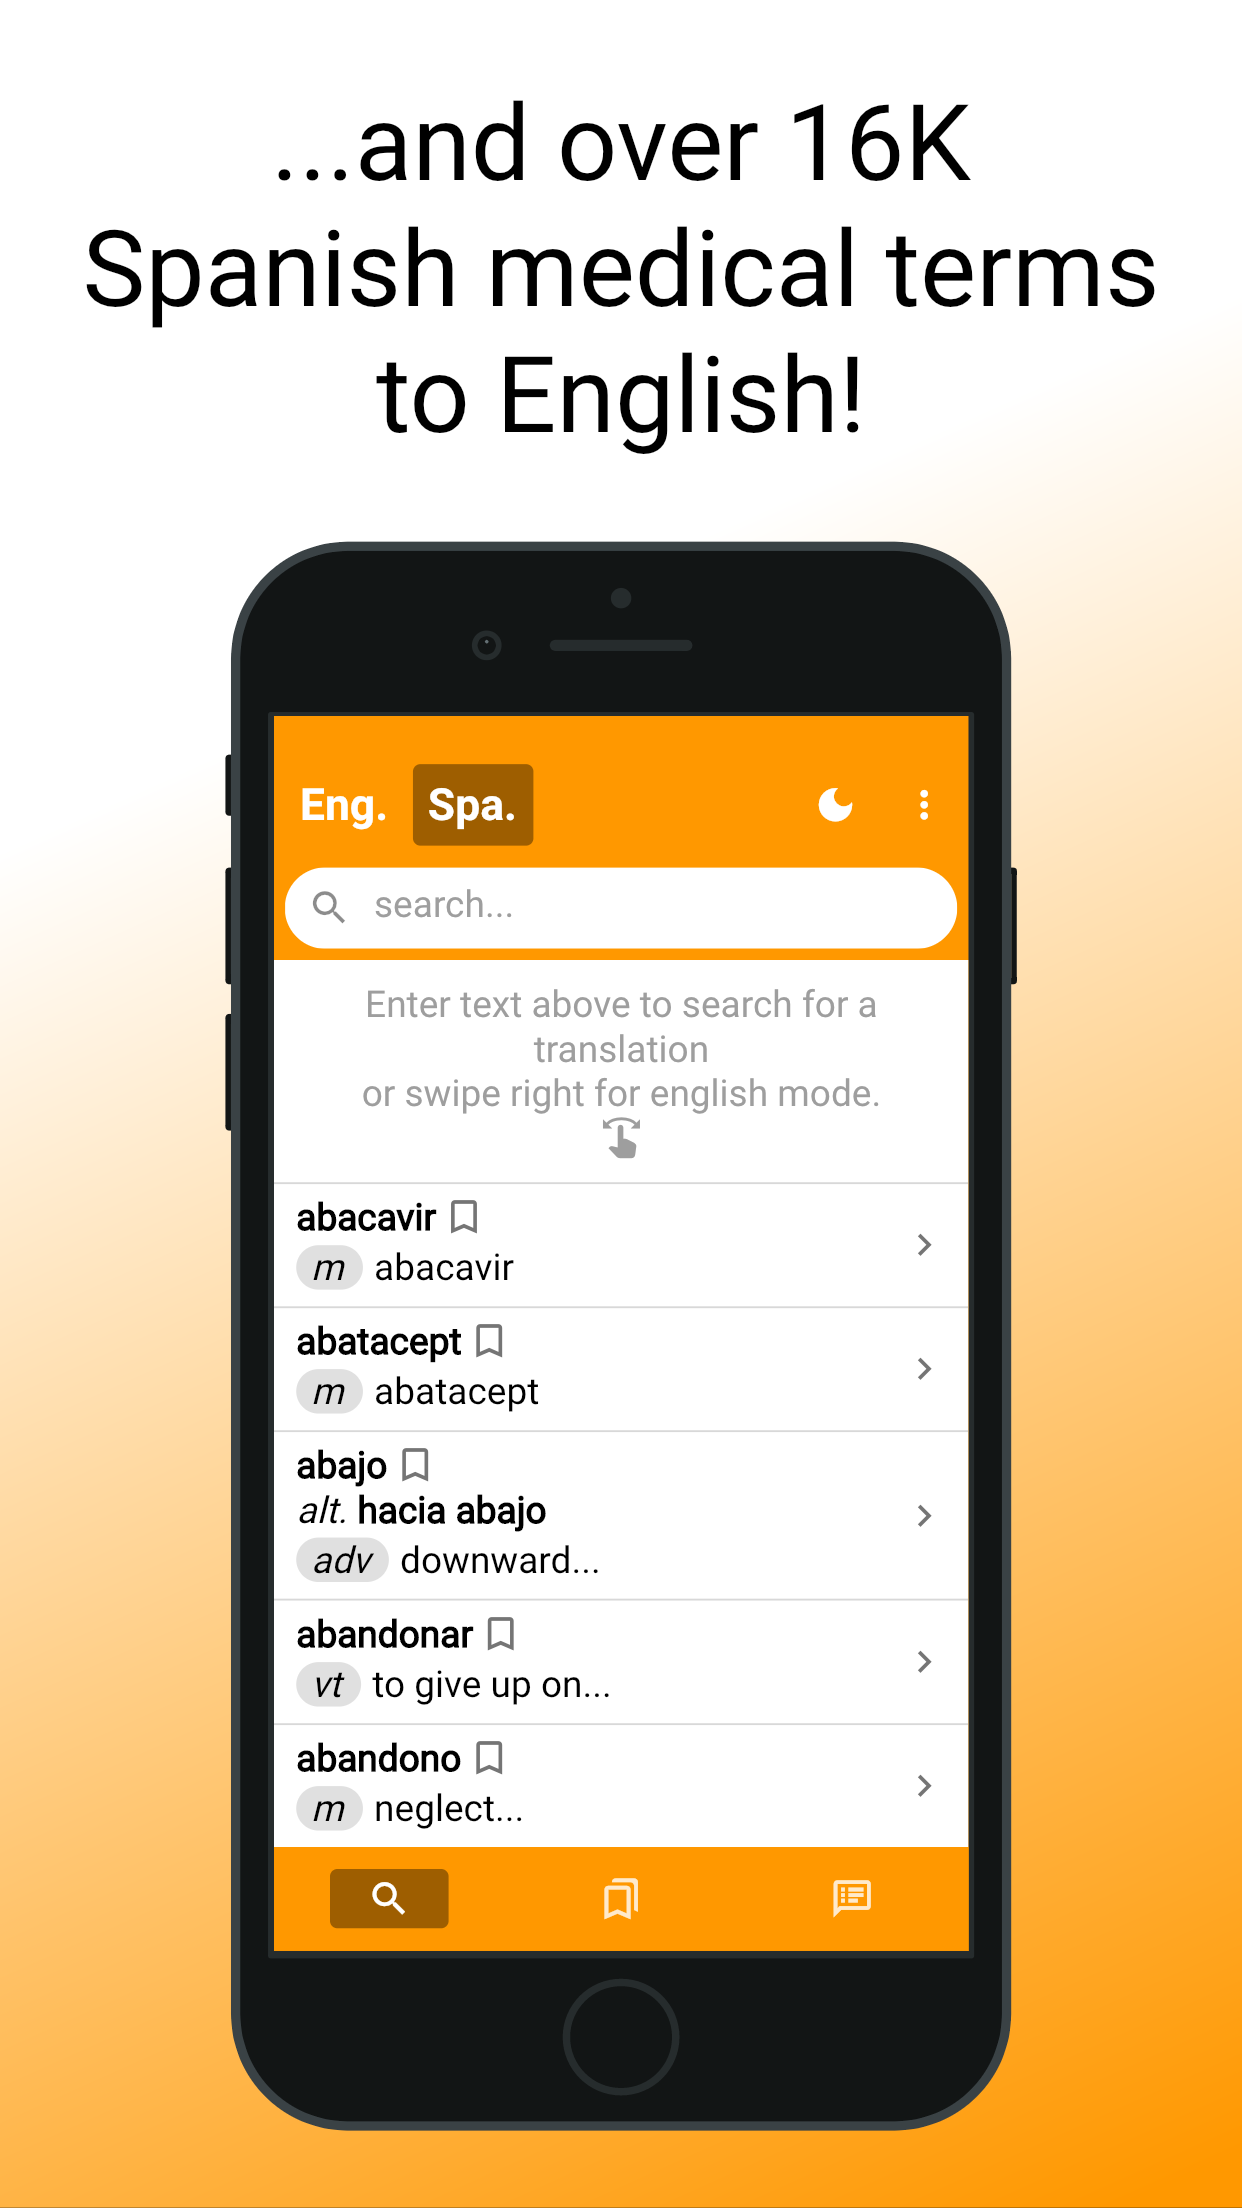 ...and over 16K
Spanish medical terms
to English!
Eng. Spa.
search...
Enter text above to search for a
translation
or swipe right for english mode.
abacavir
m abacavir
abatacept
m abatacept
abajo
alt. hacia abajo
adv downward...
abandonar
vt to give up on...
abandono
m neglect...